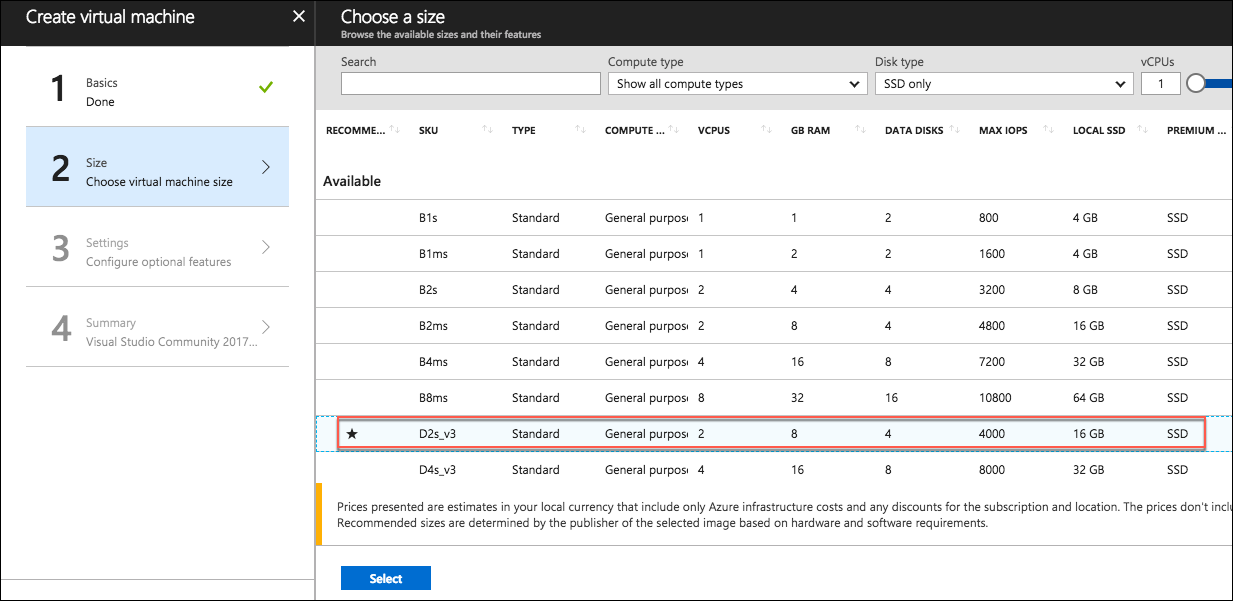 Create virtual machine
1
Basics
Done
2
Size
Choose virtual machine size
3
Settings
Configure optional features
4
Summary
Visual Studio Community 2017...
Choose a size
Browse the available sizes and their features
Search Compute type Disk type vCPUs
Show all compute types SSD only 1
RECOMME... SKU TYPE COMPUTE ... VCPUS GB RAM DATA DISKS MAX IOPS LOCAL SSD PREMIUM ...
Available
B1s Standard General purpose 1 1 2 800 4 GB SSD
B1ms Standard General purpose 1 2 2 1600 4 GB SSD
B2s Standard General purpose 2 4 4 3200 8 GB SSD
B2ms Standard General purpose 2 8 4 4800 16 GB SSD
B4ms Standard General purpose 4 16 8 7200 32 GB SSD
B8ms Standard General purpose 8 32 16 10800 64 GB SSD
★ D2s_v3 Standard General purpose 2 8 4 4000 16 GB SSD
D4s_v3 Standard General purpose 4 16 8 8000 32 GB SSD
Prices presented are estimates in your local currency that include only Azure infrastructure costs and any discounts for the subscription and location. The prices don't inclu
Recommended sizes are determined by the publisher of the selected image based on hardware and software requirements.
Select